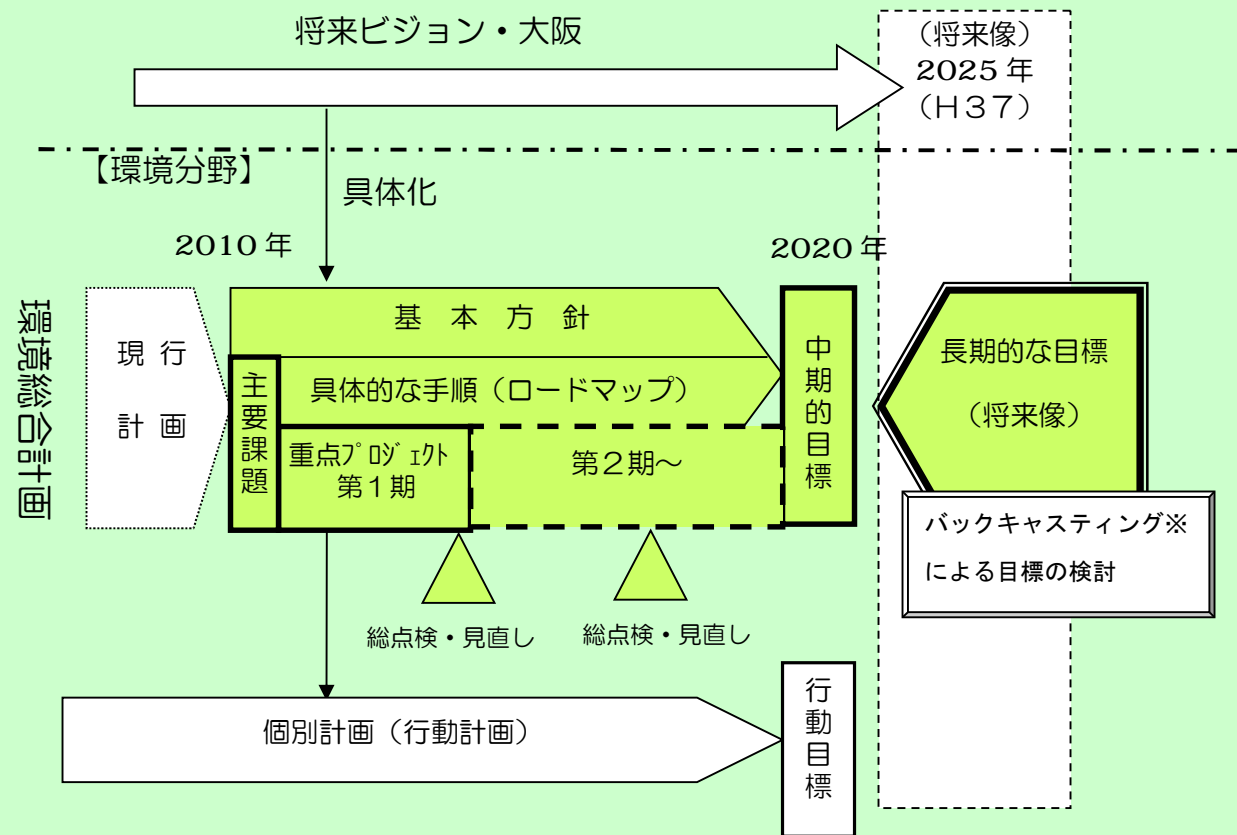 将来ビジョン・大阪
（将来像）
2025年
（H３７）
【環境分野】
具体化
2010年
2020年
環境総合計画
現 行
計 画
基 本 方 針
具体的な手順（ロードマップ）
主要課題
重点ﾌﾟﾛｼﾞｪｸﾄ
第１期
第２期～
中期的目標
長期的な目標
（将来像）
バックキャスティング※
による目標の検討
総点検・見直し
総点検・見直し
個別計画（行動計画）
行動目標